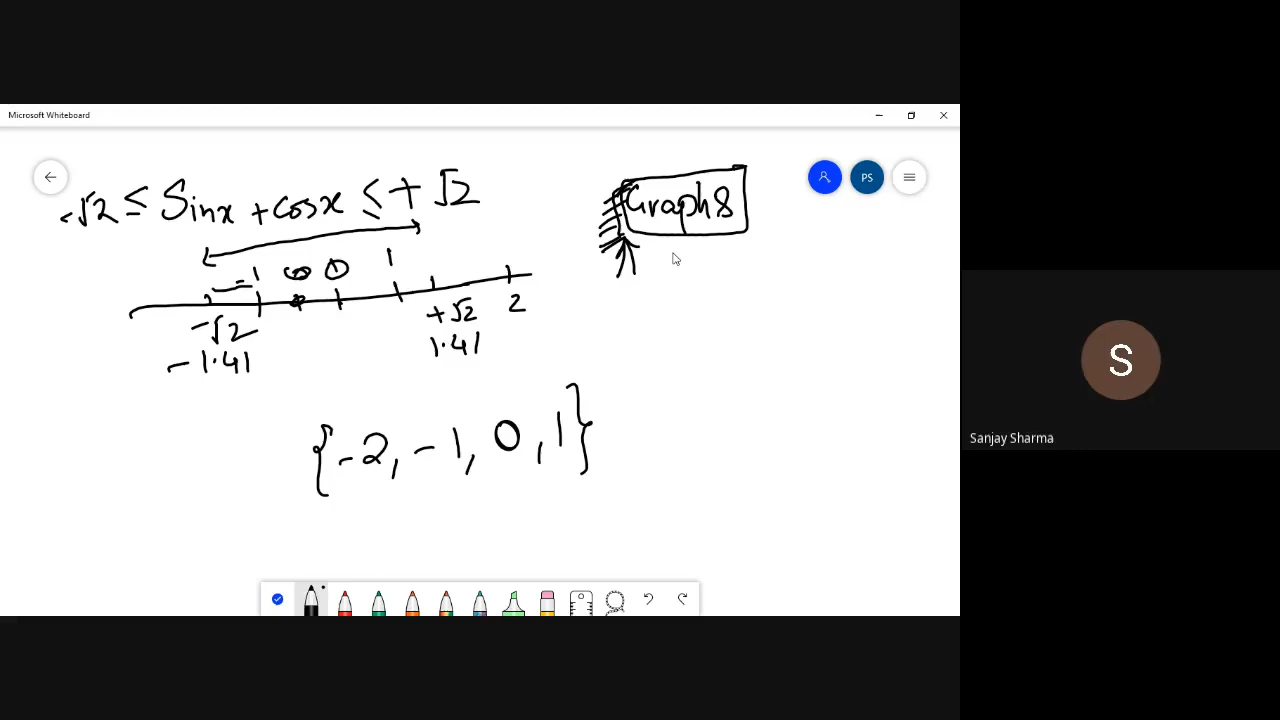 Microsoft Whiteboard
PS
-√2 ≤ Sinx + cosx ≤ + √2
Graph8
-1 1
-√2 +√2 2
-1.41 1.41
{-2, -1, 0, 1}
S
Sanjay Sharma